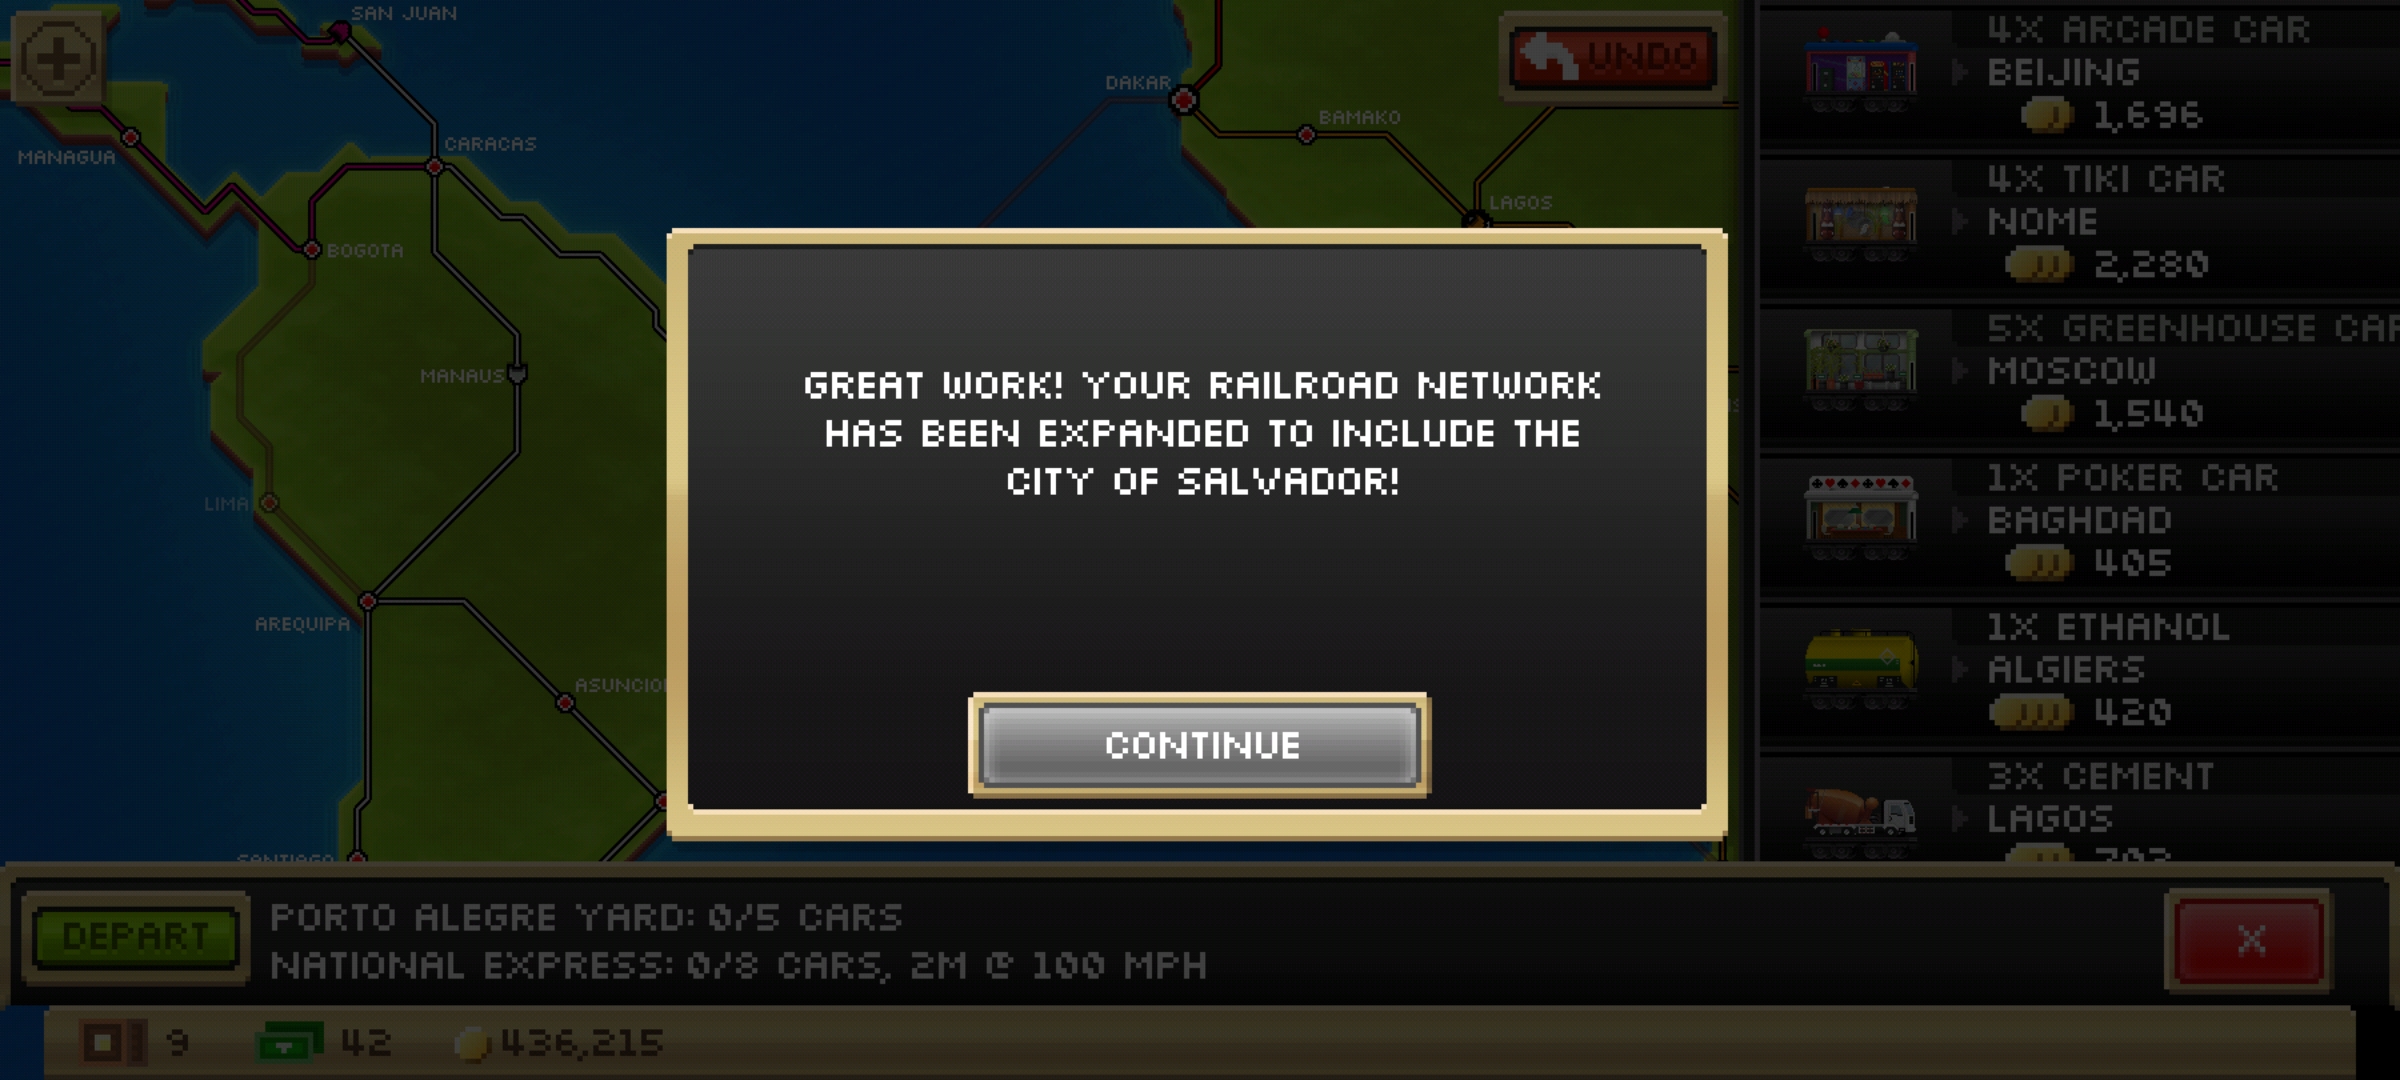 SAN JUAN
DAKAR
UNDO
BAMAKO
MANAGUA
CARACAS
LAGOS
BOGOTA
MANAUS
LIMA
AREQUIPA
SANTIAGO
GREAT WORK! YOUR RAILROAD NETWORK
HAS BEEN EXPANDED TO INCLUDE THE
CITY OF SALVADOR!
CONTINUE
4X ARCADE CAR
BEIJING
1,696
4X TIKI CAR
NOME
2,280
5X GREENHOUSE CAR
MOSCOW
1,540
1X POKER CAR
BAGHDAD
405
1X ETHANOL
ALGIERS
420
3X CEMENT
LAGOS
DEPART
PORTO ALEGRE YARD: 0/5 CARS
NATIONAL EXPRESS: 0/8 CARS, 2M @ 100 MPH
X
9
42
436,215